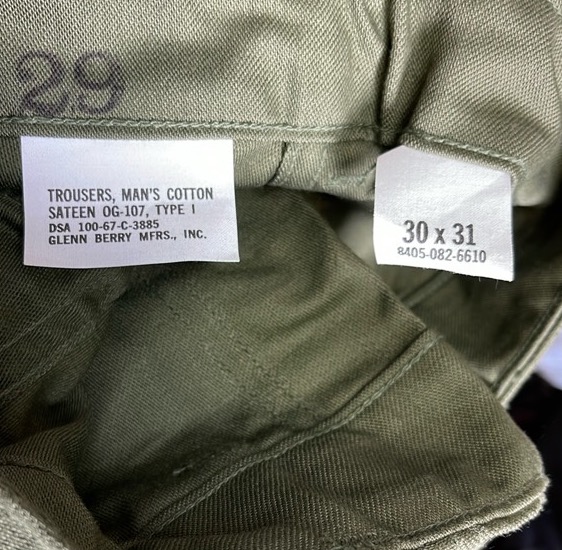 29
TROUSERS, MAN'S COTTON
SATEEN OG-107, TYPE I
DSA 100-67-C-3885
GLENN BERRY MFRS., INC.
30 x 31
8405-082-6610